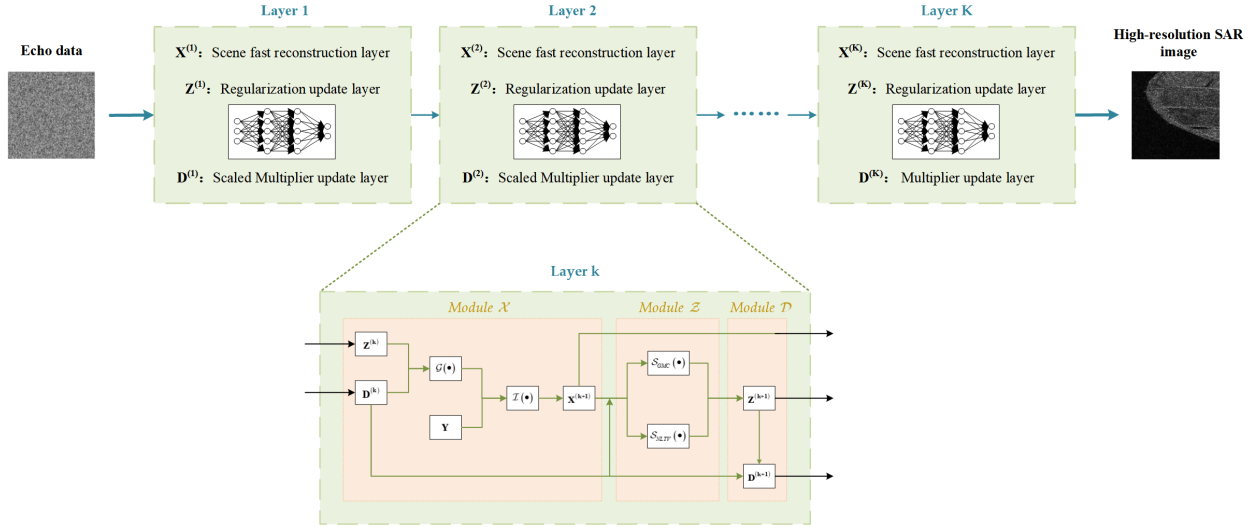 Layer 1
Layer 2
Layer K
Echo data
High-resolution SAR
image
X⁽¹⁾: Scene fast reconstruction layer
Z⁽¹⁾: Regularization update layer
D⁽¹⁾: Scaled Multiplier update layer
X⁽²⁾: Scene fast reconstruction layer
Z⁽²⁾: Regularization update layer
D⁽²⁾: Scaled Multiplier update layer
......
X⁽ᴷ⁾: Scene fast reconstruction layer
Z⁽ᴷ⁾: Regularization update layer
D⁽ᴷ⁾: Multiplier update layer
Layer k
Module 𝒳
Module 𝒵
Module 𝒟
Z⁽ᵏ⁾
D⁽ᵏ⁾
𝒢(•)
Y
ℐ(•)
X⁽ᵏ⁺¹⁾
𝒮GMC(•)
𝒮NLTV(•)
Z⁽ᵏ⁺¹⁾
D⁽ᵏ⁺¹⁾